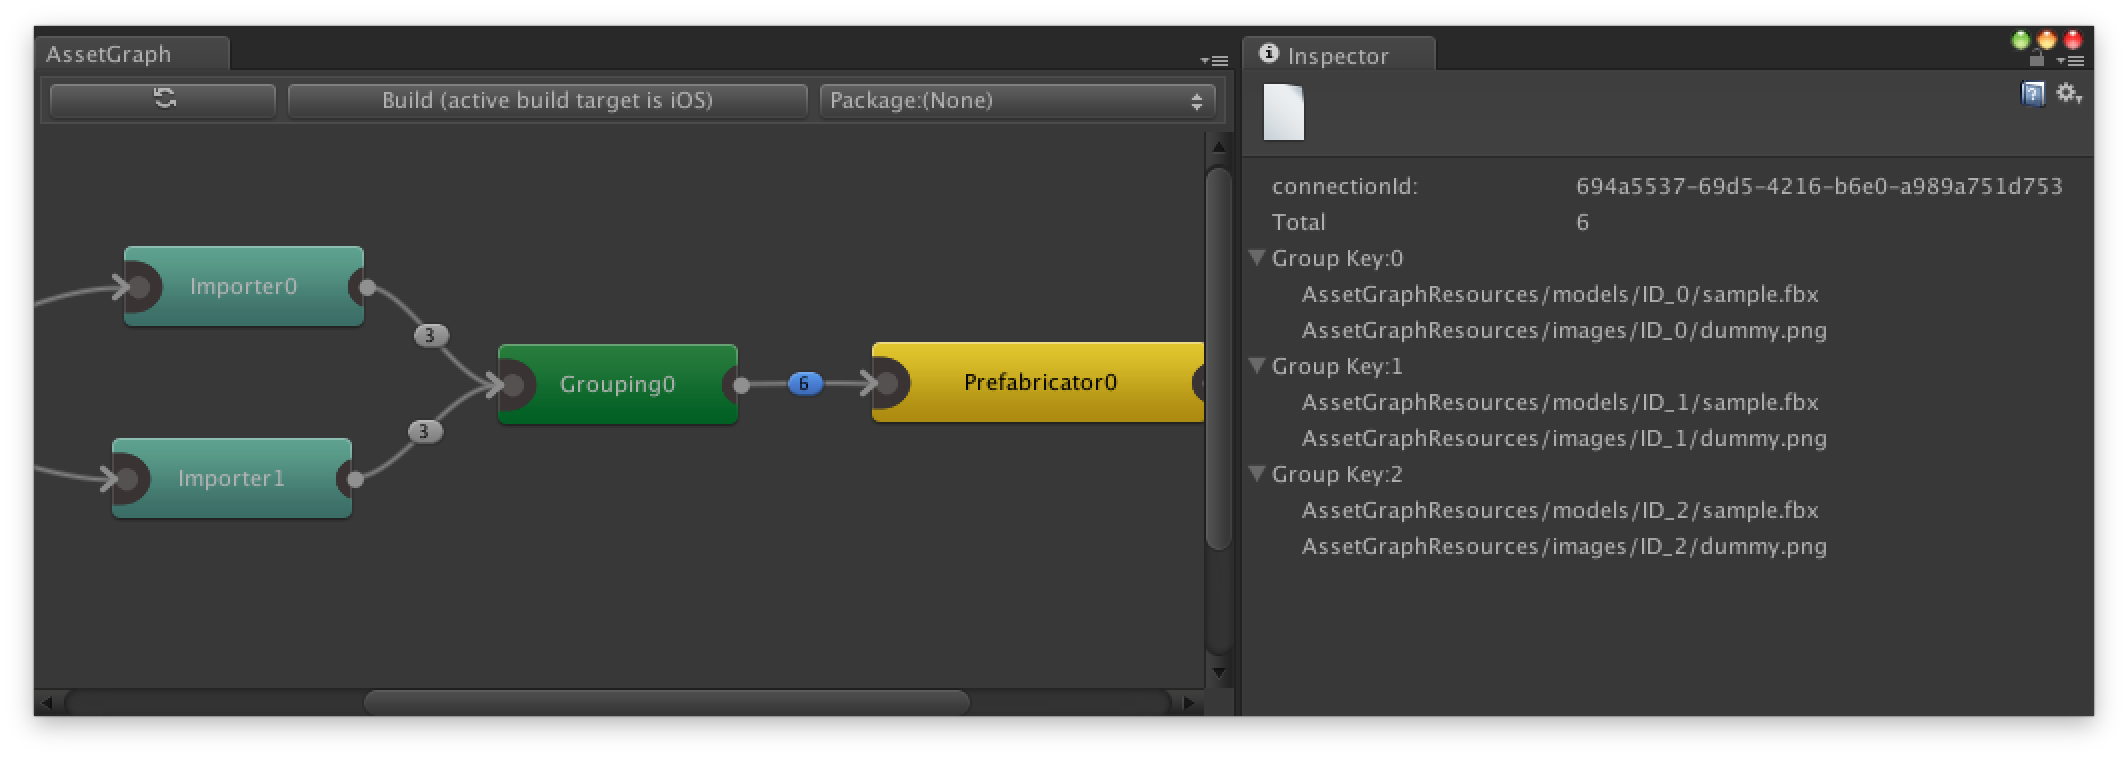 AssetGraph
Build (active build target is iOS)
Package:(None)
Importer0
3
Grouping0
6
Prefabricator0
3
Importer1
Inspector
connectionId: 694a5537-69d5-4216-b6e0-a989a751d753
Total 6
Group Key:0
AssetGraphResources/models/ID_0/sample.fbx
AssetGraphResources/images/ID_0/dummy.png
Group Key:1
AssetGraphResources/models/ID_1/sample.fbx
AssetGraphResources/images/ID_1/dummy.png
Group Key:2
AssetGraphResources/models/ID_2/sample.fbx
AssetGraphResources/images/ID_2/dummy.png